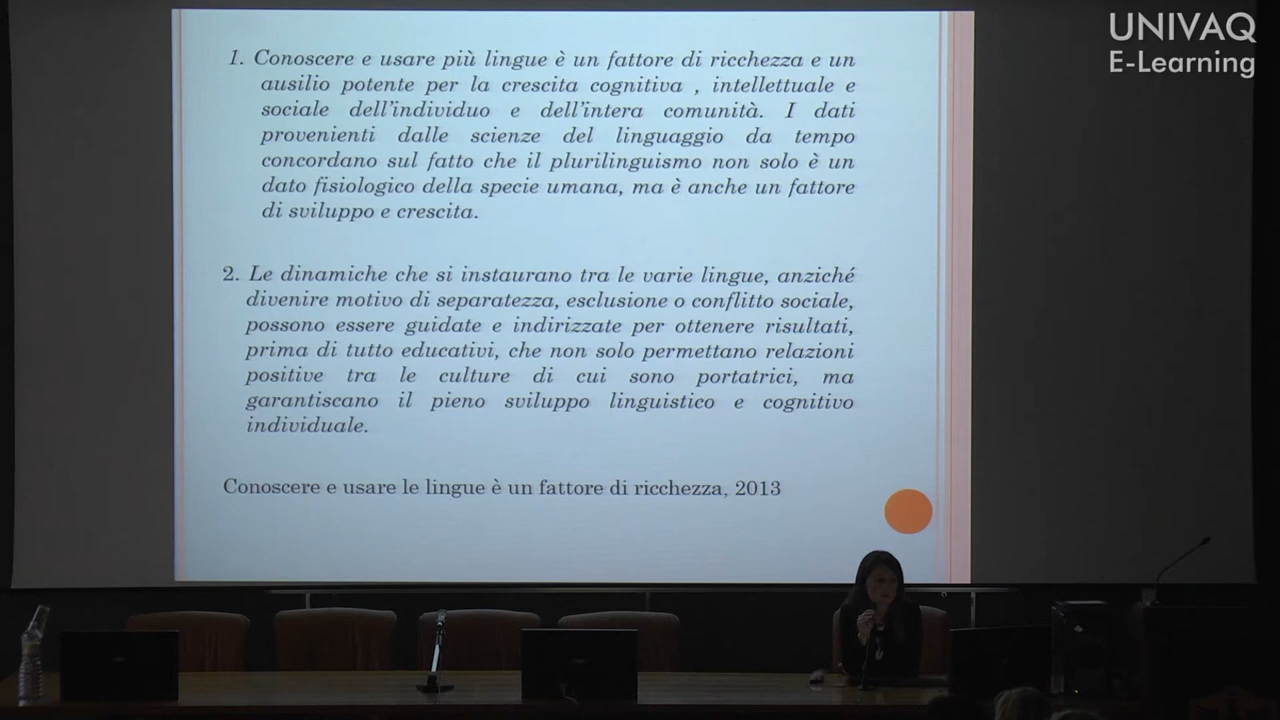 UNIVAQ
E-Learning
1. Conoscere e usare più lingue è un fattore di ricchezza e un
ausilio potente per la crescita cognitiva , intellettuale e
sociale dell'individuo e dell'intera comunità. I dati
provenienti dalle scienze del linguaggio da tempo
concordano sul fatto che il plurilinguismo non solo è un
dato fisiologico della specie umana, ma è anche un fattore
di sviluppo e crescita.
2. Le dinamiche che si instaurano tra le varie lingue, anziché
divenire motivo di separatezza, esclusione o conflitto sociale,
possono essere guidate e indirizzate per ottenere risultati,
prima di tutto educativi, che non solo permettano relazioni
positive tra le culture di cui sono portatrici, ma
garantiscano il pieno sviluppo linguistico e cognitivo
individuale.
Conoscere e usare le lingue è un fattore di ricchezza, 2013